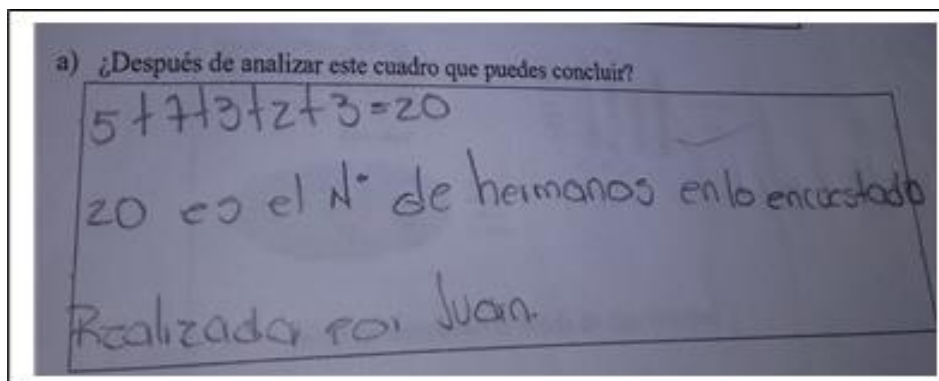 a) ¿Después de analizar este cuadro que puedes concluir?
5+7+3+2+3=20
20 es el N° de hermanos en lo encuestado
Realizada por Juan.